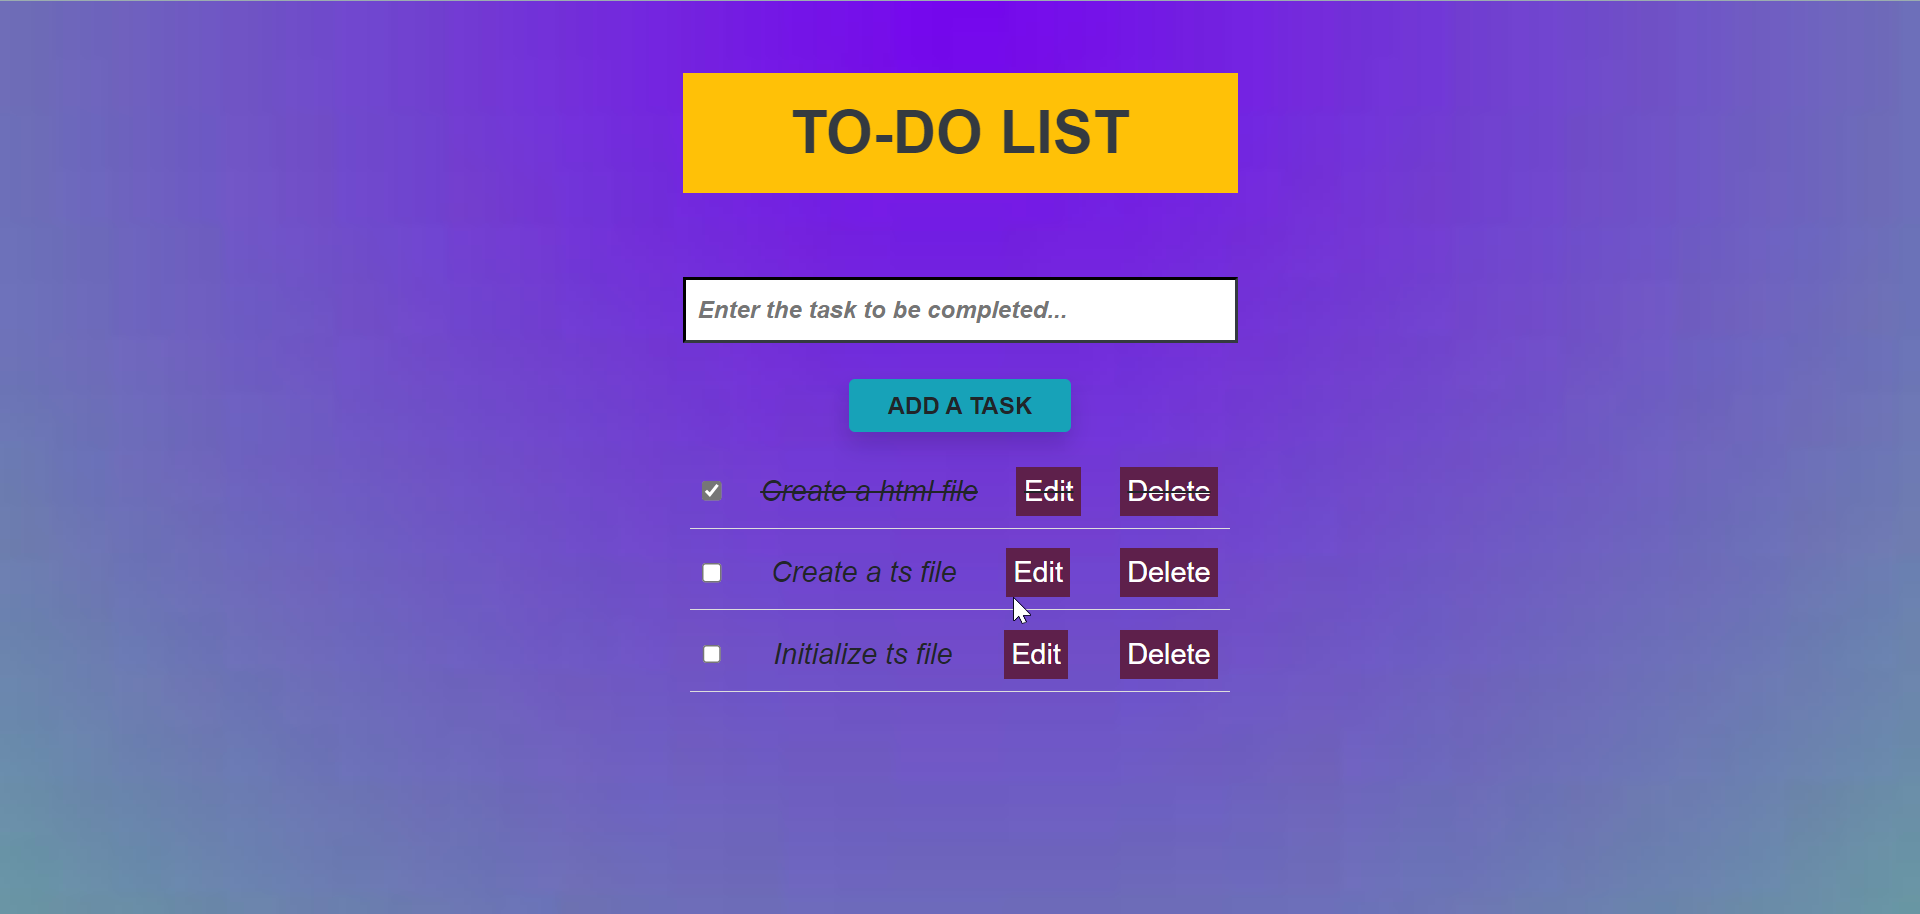 TO-DO LIST
Enter the task to be completed...
ADD A TASK
Create a html file Edit Delete
Create a ts file Edit Delete
Initialize ts file Edit Delete